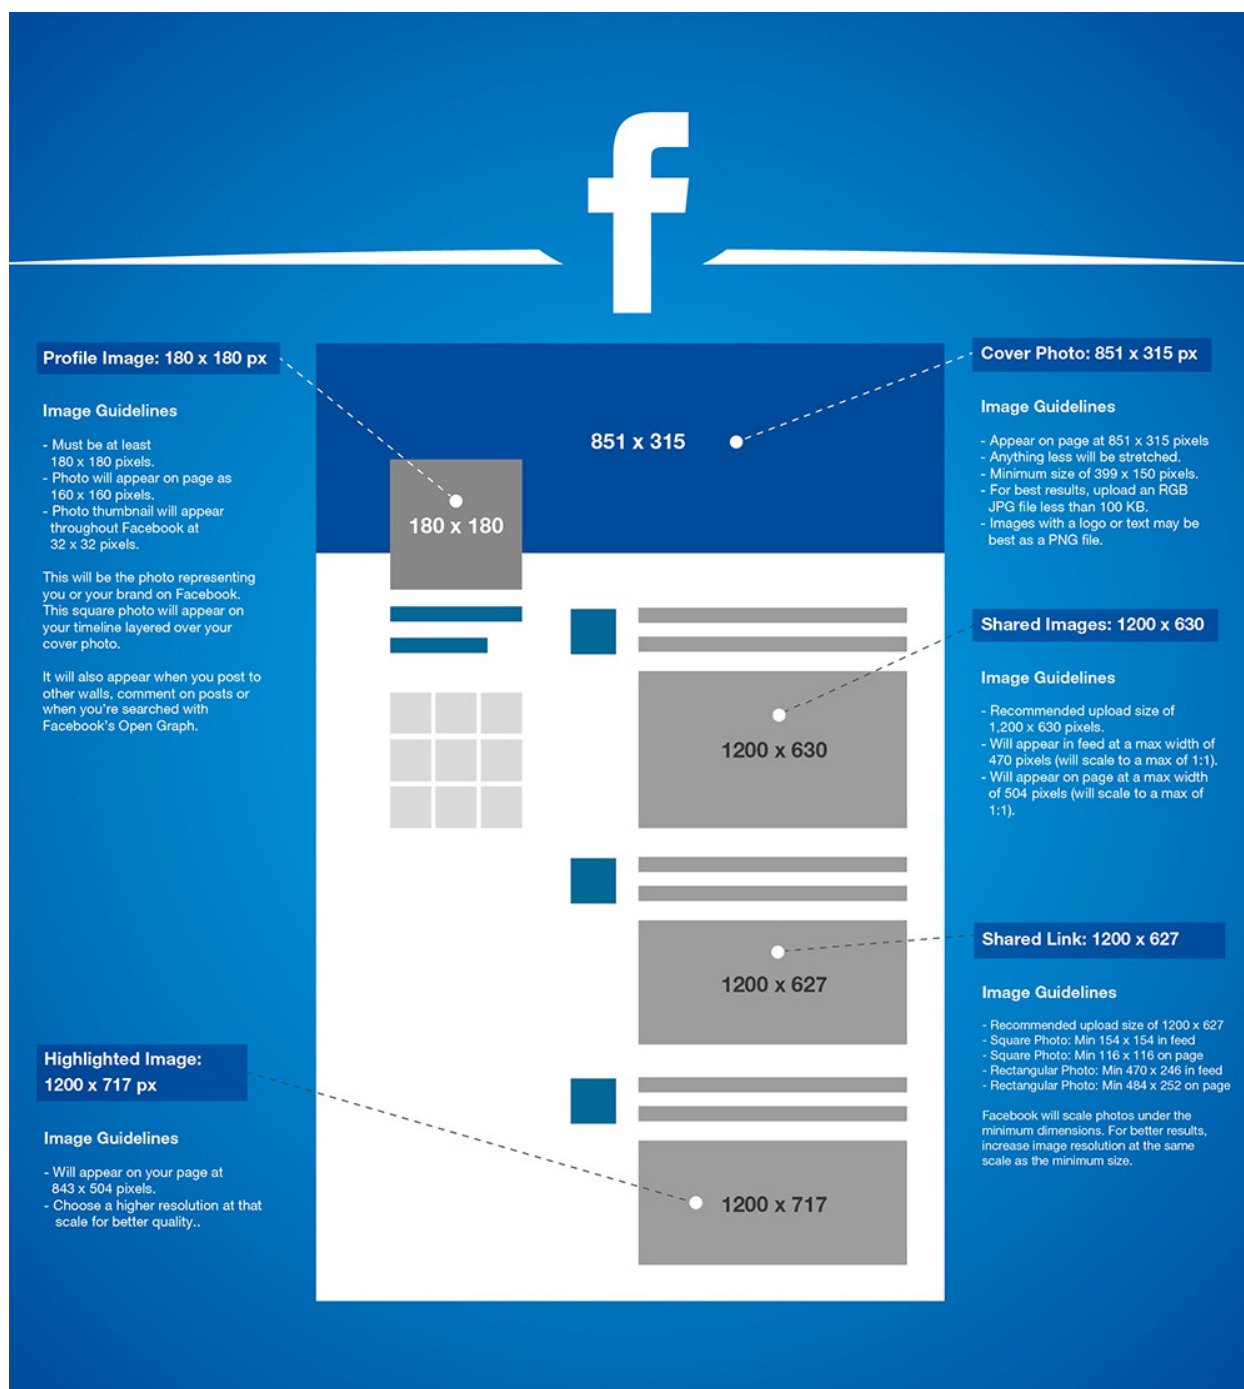 f
Profile Image: 180 x 180 px
Image Guidelines
- Must be at least
180 x 180 pixels.
- Photo will appear on page as
160 x 160 pixels.
- Photo thumbnail will appear
throughout Facebook at
32 x 32 pixels.
This will be the photo representing
you or your brand on Facebook.
This square photo will appear on
your timeline layered over your
cover photo.
It will also appear when you post to
other walls, comment on posts or
when you're searched with
Facebook's Open Graph.
Highlighted Image:
1200 x 717 px
Image Guidelines
- Will appear on your page at
843 x 504 pixels.
- Choose a higher resolution at that
scale for better quality..
851 x 315
180 x 180
1200 x 630
1200 x 627
1200 x 717
Cover Photo: 851 x 315 px
Image Guidelines
- Appear on page at 851 x 315 pixels
- Anything less will be stretched.
- Minimum size of 399 x 150 pixels.
- For best results, upload an RGB
JPG file less than 100 KB.
- Images with a logo or text may be
best as a PNG file.
Shared Images: 1200 x 630
Image Guidelines
- Recommended upload size of
1,200 x 630 pixels.
- Will appear in feed at a max width of
470 pixels (will scale to a max of 1:1).
- Will appear on page at a max width
of 504 pixels (will scale to a max of
1:1).
Shared Link: 1200 x 627
Image Guidelines
- Recommended upload size of 1200 x 627
- Square Photo: Min 154 x 154 in feed
- Square Photo: Min 116 x 116 on page
- Rectangular Photo: Min 470 x 246 in feed
- Rectangular Photo: Min 484 x 252 on page
Facebook will scale photos under the
minimum dimensions. For better results,
increase image resolution at the same
scale as the minimum size.